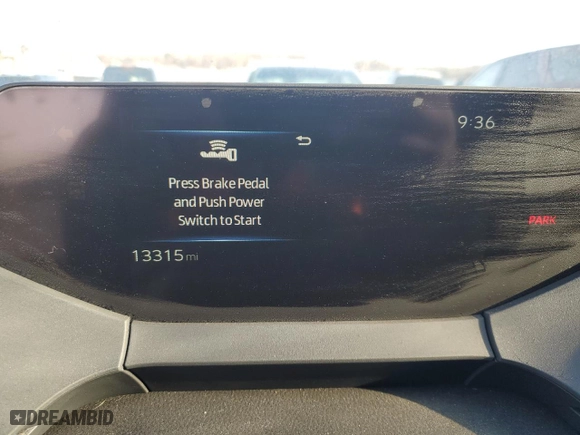 9:36
Press Brake Pedal
and Push Power
Switch to Start
PARK
13315 mi
DREAMBID